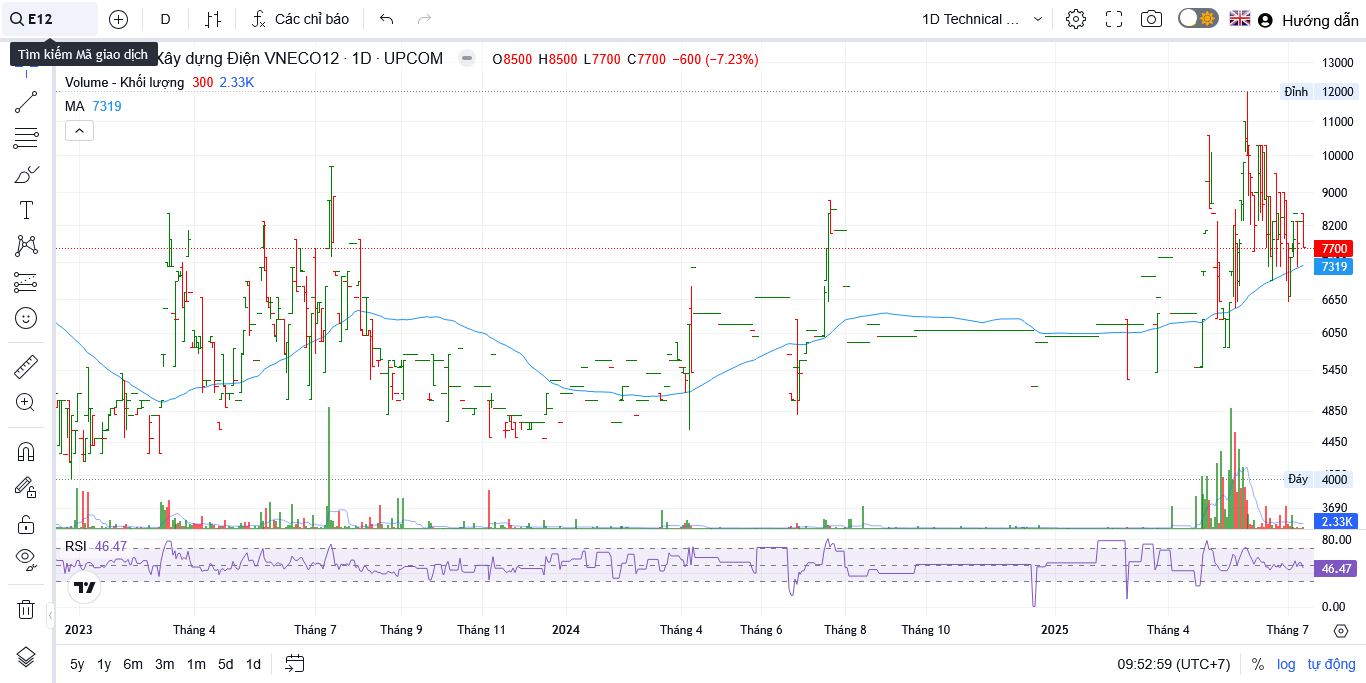 E12
D
Các chỉ báo
1D Technical ...
Hướng dẫn
Tìm kiếm Mã giao dịch
Xây dựng Điện VNECO12 · 1D · UPCOM
O8500 H8500 L7700 C7700 −600 (−7.23%)
Volume - Khối lượng 300 2.33K
MA 7319
13000
Đỉnh 12000
11000
10000
9000
8200
7700
7319
6650
6050
5450
4850
4450
Đáy 4000
3690
2.33K
RSI 46.47
80.00
46.47
0.00
2023 Tháng 4 Tháng 7 Tháng 9 Tháng 11 2024 Tháng 4 Tháng 6 Tháng 8 Tháng 10 2025 Tháng 4 Tháng 7
5y 1y 6m 3m 1m 5d 1d
09:52:59 (UTC+7) % log tự động